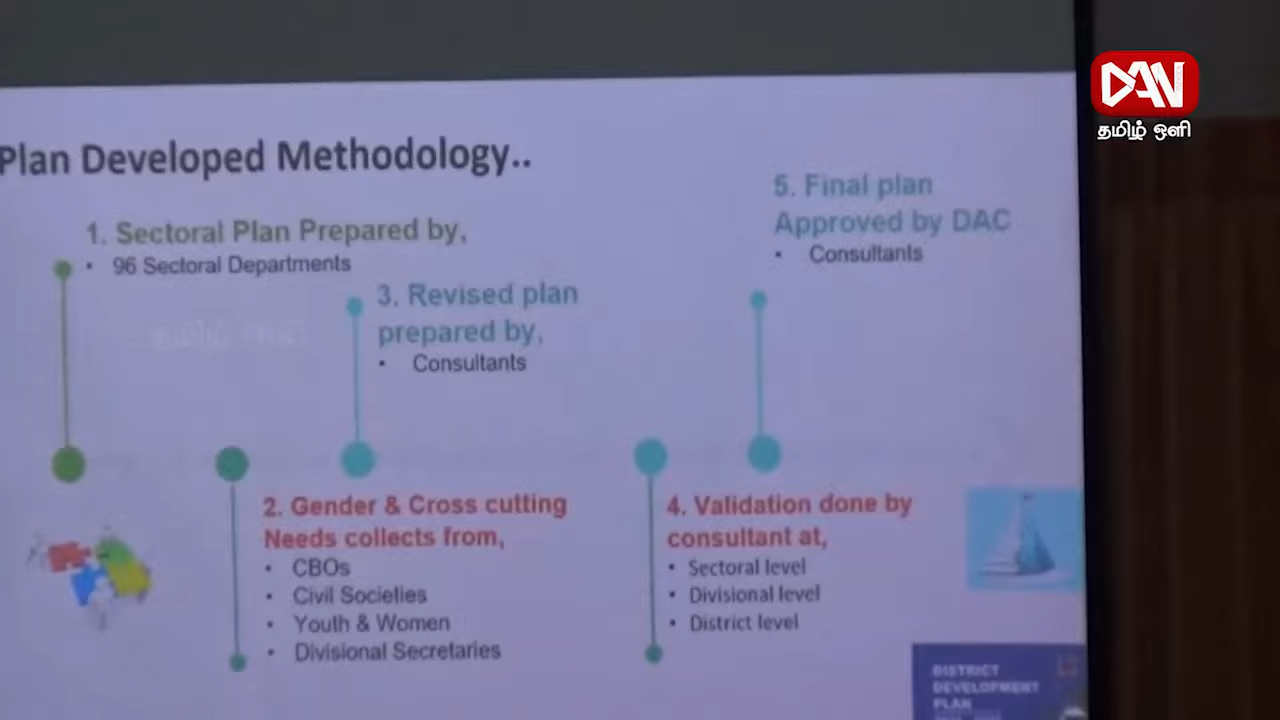 DAN
தமிழ் ஒளி
Plan Developed Methodology..
1. Sectoral Plan Prepared by,
• 96 Sectoral Departments
3. Revised plan
prepared by,
• Consultants
5. Final plan
Approved by DAC
• Consultants
2. Gender & Cross cutting
Needs collects from,
• CBOs
• Civil Societies
• Youth & Women
• Divisional Secretaries
4. Validation done by
consultant at,
• Sectoral level
• Divisional level
• District level
DISTRICT
DEVELOPMENT
PLAN